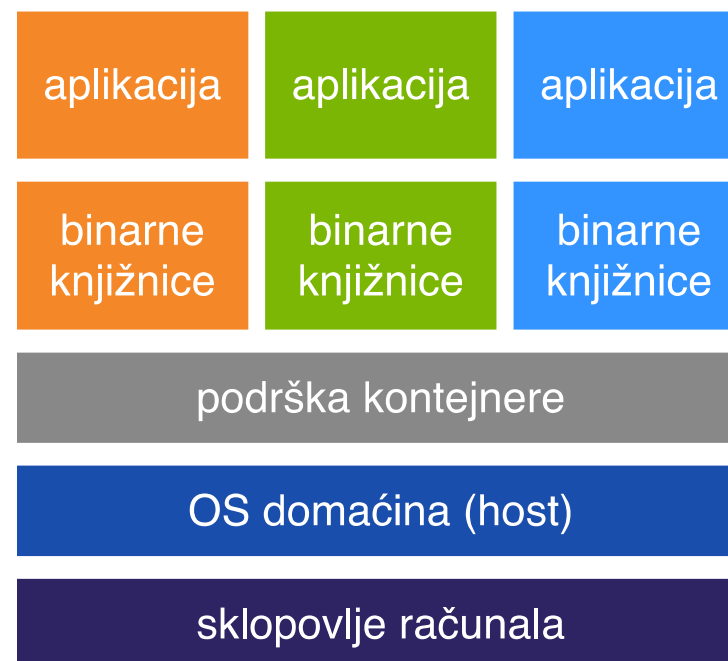 aplikacija aplikacija aplikacija
binarne binarne binarne
knjižnice knjižnice knjižnice
podrška kontejnere
OS domaćina (host)
sklopovlje računala